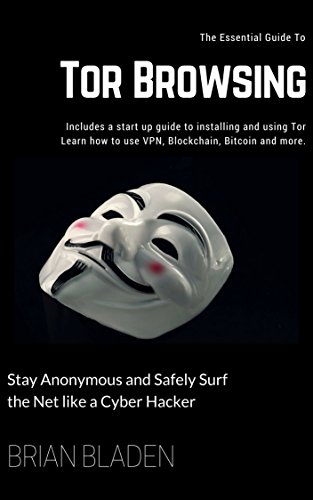 The Essential Guide To
Tor Browsing
Includes a start up guide to installing and using Tor
Learn how to use VPN, Blockchain, Bitcoin and more.
Stay Anonymous and Safely Surf
the Net like a Cyber Hacker
BRIAN BLADEN